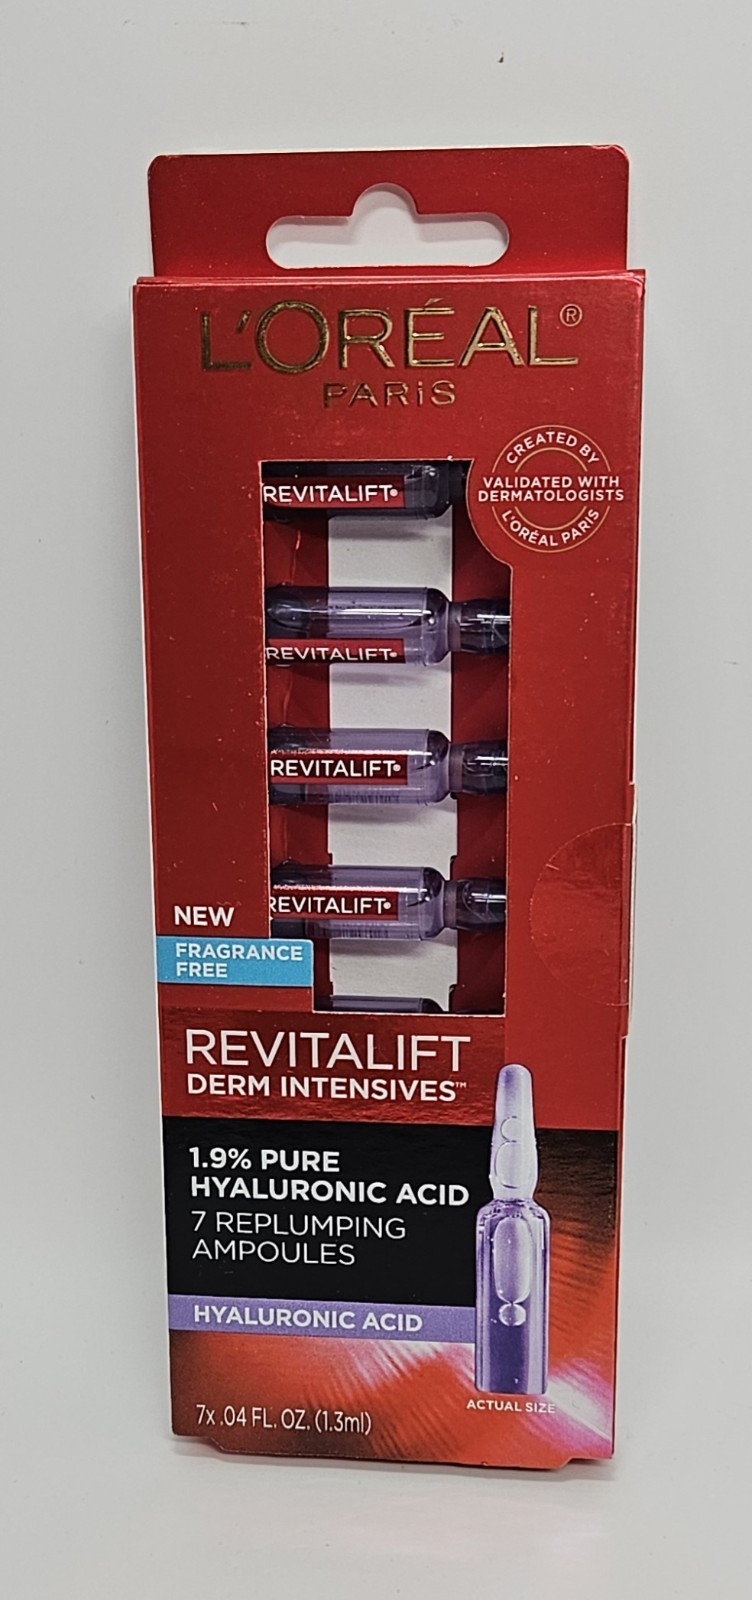 L'ORÉAL®
PARiS
CREATED BY
VALIDATED WITH
DERMATOLOGISTS
L'ORÉAL PARIS
REVITALIFT®
REVITALIFT®
REVITALIFT®
REVITALIFT®
NEW
FRAGRANCE
FREE
REVITALIFT
DERM INTENSIVES™
1.9% PURE
HYALURONIC ACID
7 REPLUMPING
AMPOULES
HYALURONIC ACID
ACTUAL SIZE
7x .04 FL. OZ. (1.3ml)